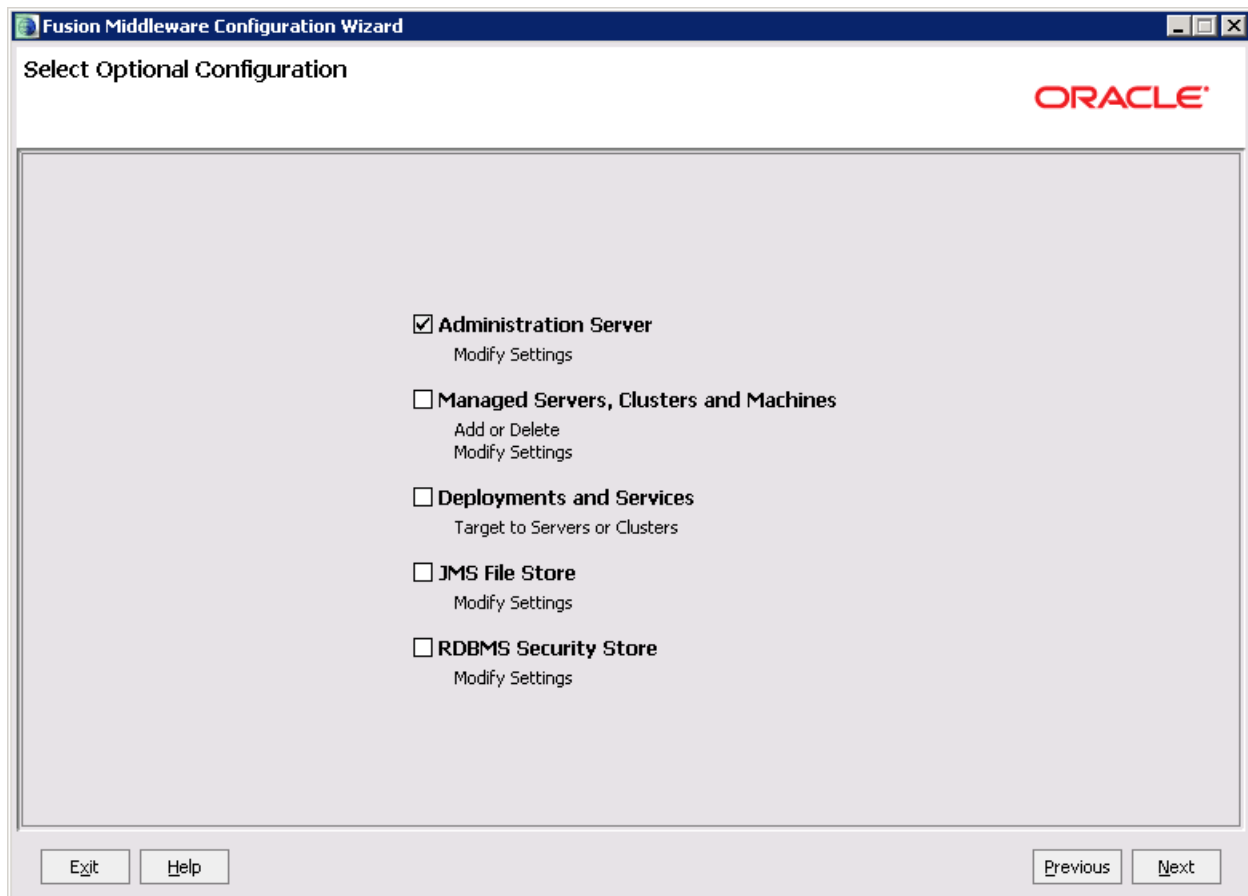 Fusion Middleware Configuration Wizard
Select Optional Configuration
ORACLE
Administration Server
Modify Settings
Managed Servers, Clusters and Machines
Add or Delete
Modify Settings
Deployments and Services
Target to Servers or Clusters
JMS File Store
Modify Settings
RDBMS Security Store
Modify Settings
Exit Help Previous Next